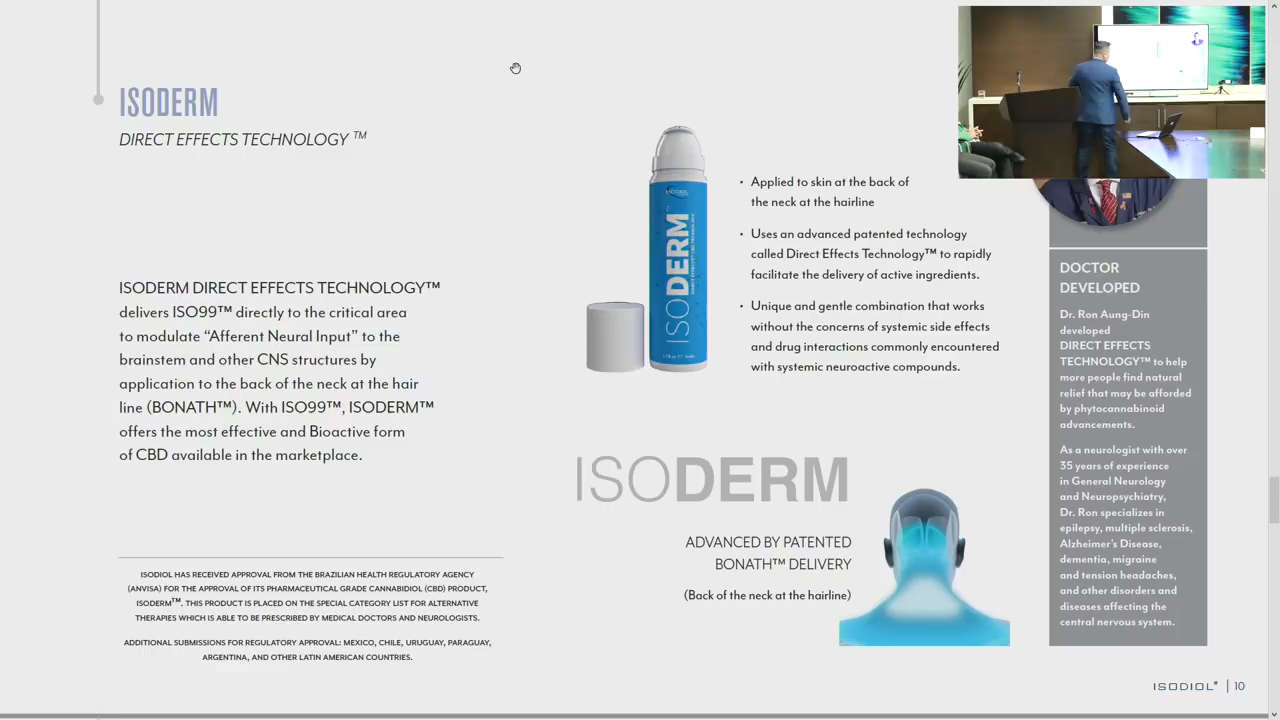 ISODERM
DIRECT EFFECTS TECHNOLOGY ™
ISODERM DIRECT EFFECTS TECHNOLOGY™
delivers ISO99™ directly to the critical area
to modulate “Afferent Neural Input” to the
brainstem and other CNS structures by
application to the back of the neck at the hair
line (BONATH™). With ISO99™, ISODERM™
offers the most effective and Bioactive form
of CBD available in the marketplace.
ISODIOL HAS RECEIVED APPROVAL FROM THE BRAZILIAN HEALTH REGULATORY AGENCY
(ANVISA) FOR THE APPROVAL OF ITS PHARMACEUTICAL GRADE CANNABIDIOL (CBD) PRODUCT,
ISODERM™. THIS PRODUCT IS PLACED ON THE SPECIAL CATEGORY LIST FOR ALTERNATIVE
THERAPIES WHICH IS ABLE TO BE PRESCRIBED BY MEDICAL DOCTORS AND NEUROLOGISTS.
ADDITIONAL SUBMISSIONS FOR REGULATORY APPROVAL: MEXICO, CHILE, URUGUAY, PARAGUAY,
ARGENTINA, AND OTHER LATIN AMERICAN COUNTRIES.
ISODIOL
ISODERM
• Applied to skin at the back of
the neck at the hairline
• Uses an advanced patented technology
called Direct Effects Technology™ to rapidly
facilitate the delivery of active ingredients.
• Unique and gentle combination that works
without the concerns of systemic side effects
and drug interactions commonly encountered
with systemic neuroactive compounds.
ISODERM
ADVANCED BY PATENTED
BONATH™ DELIVERY
(Back of the neck at the hairline)
DOCTOR
DEVELOPED
Dr. Ron Aung-Din
developed
DIRECT EFFECTS
TECHNOLOGY™ to help
more people find natural
relief that may be afforded
by phytocannabinoid
advancements.
As a neurologist with over
35 years of experience
in General Neurology
and Neuropsychiatry,
Dr. Ron specializes in
epilepsy, multiple sclerosis,
Alzheimer's Disease,
dementia, migraine
and tension headaches,
and other disorders and
diseases affecting the
central nervous system.
ISODIOL® | 10